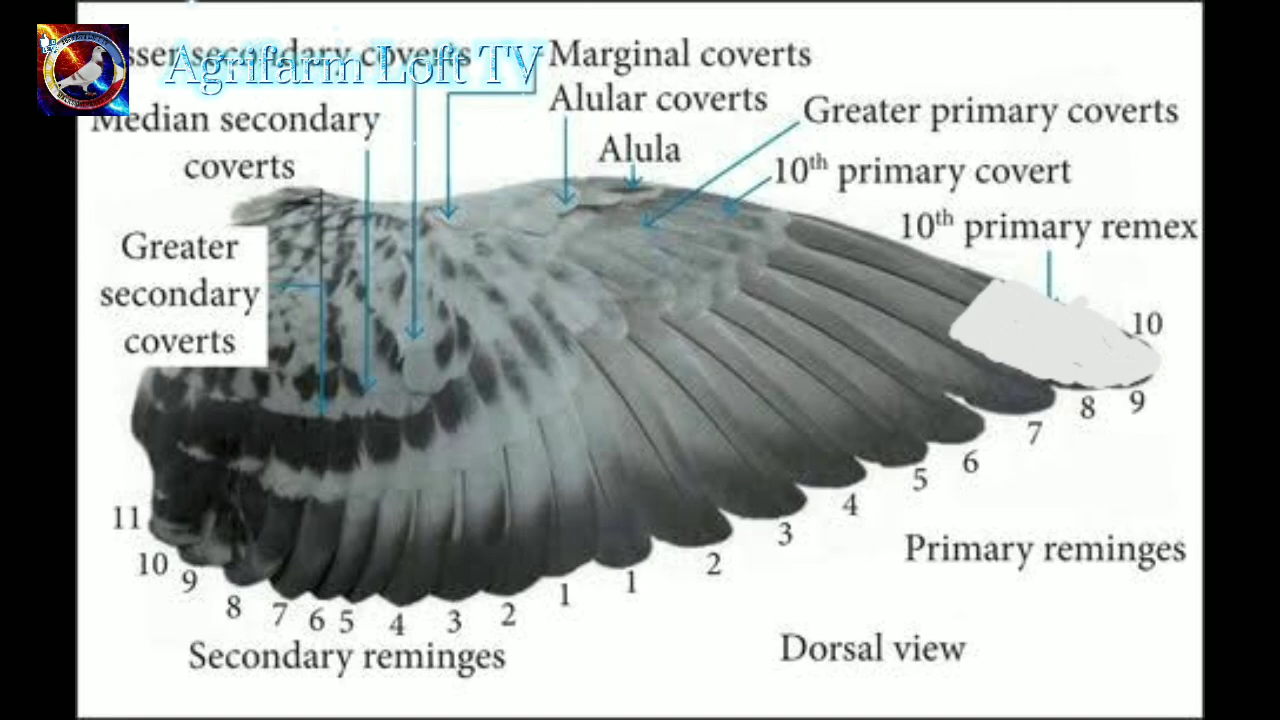 secondary coverts
Agrifarm Loft TV
Marginal coverts
Alular coverts
Greater primary coverts
Median secondary
coverts
Alula
10th primary covert
10th primary remex
Greater
secondary
coverts
10
9
8
7
6
5
4
3
2
1
11
10
9
8
7
6
5
4
3
2
1
Primary reminges
Secondary reminges
Dorsal view